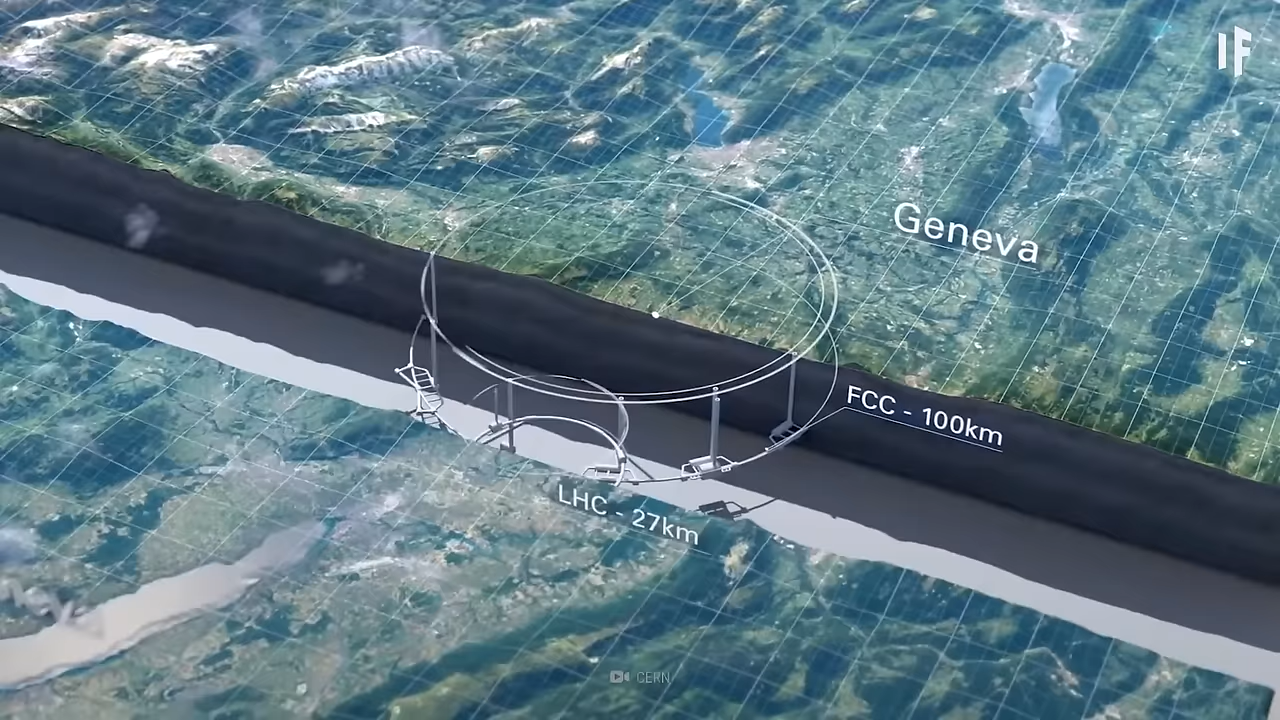 IF
Geneva
FCC - 100km
LHC - 27km
CERN